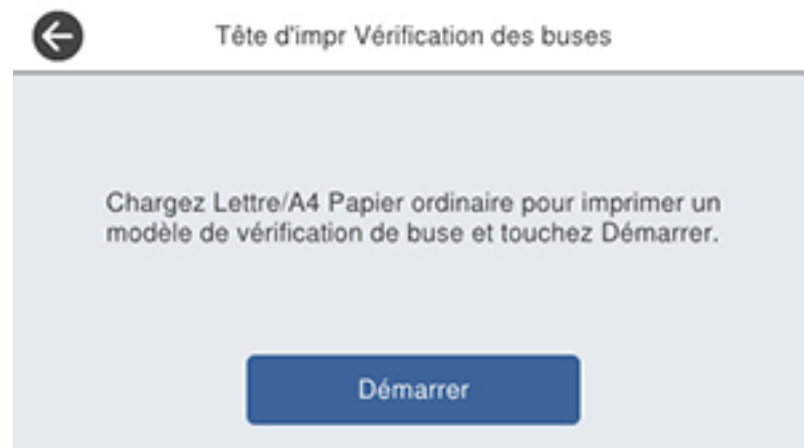 Tête d'impr Vérification des buses
Chargez Lettre/A4 Papier ordinaire pour imprimer un
modèle de vérification de buse et touchez Démarrer.
Démarrer